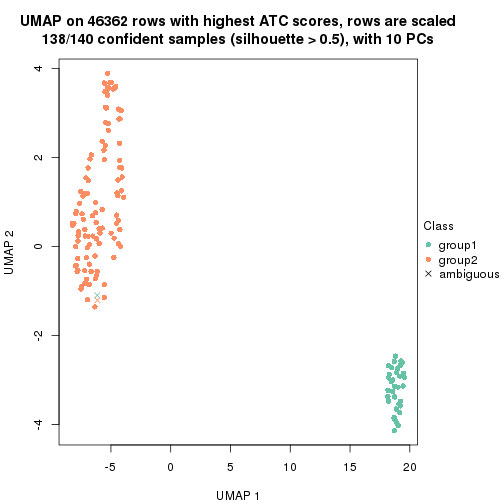 UMAP on 46362 rows with highest ATC scores, rows are scaled
138/140 confident samples (silhouette > 0.5), with 10 PCs
4
2
0
-2
-4
UMAP 2
-5
0
5
10
15
20
UMAP 1
Class
group1
group2
ambiguous